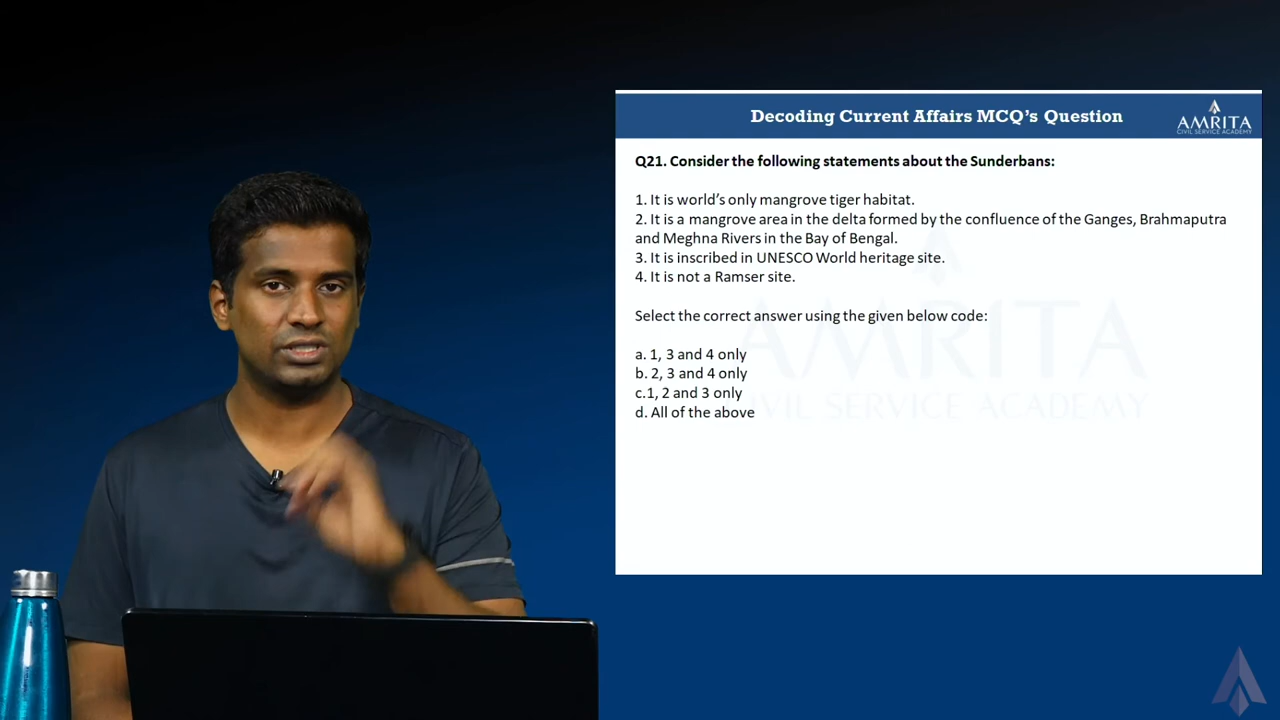 Decoding Current Affairs MCQ's Question
AMRITA
CIVIL SERVICE ACADEMY
Q21. Consider the following statements about the Sunderbans:
1. It is world's only mangrove tiger habitat.
2. It is a mangrove area in the delta formed by the confluence of the Ganges, Brahmaputra
and Meghna Rivers in the Bay of Bengal.
3. It is inscribed in UNESCO World heritage site.
4. It is not a Ramser site.
Select the correct answer using the given below code:
a. 1, 3 and 4 only
b. 2, 3 and 4 only
c.1, 2 and 3 only
d. All of the above
AMRITA
CIVIL SERVICE ACADEMY